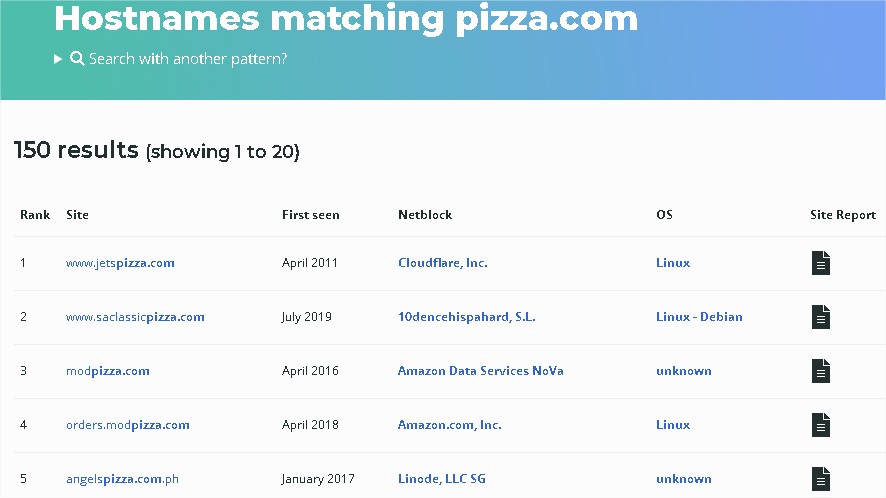 Hostnames matching pizza.com
Search with another pattern?
150 results (showing 1 to 20)
Rank Site First seen Netblock OS Site Report
1 www.jetspizza.com April 2011 Cloudflare, Inc. Linux
2 www.saclassicpizza.com July 2019 10dencehispahard, S.L. Linux - Debian
3 modpizza.com April 2016 Amazon Data Services NoVa unknown
4 orders.modpizza.com April 2018 Amazon.com, Inc. Linux
5 angelspizza.com.ph January 2017 Linode, LLC SG unknown